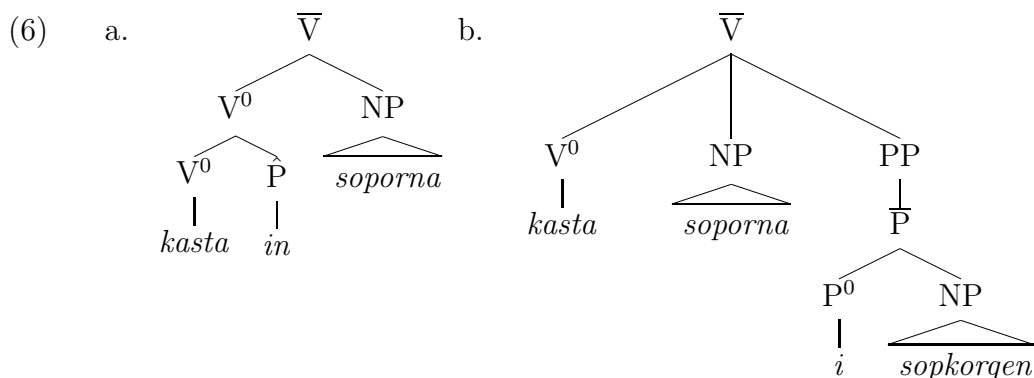 (6) a. V̅ b. V̅
V⁰ NP
V⁰ P̂ soporna V⁰ NP PP
kasta in kasta soporna P̅
P⁰ NP
i sopkorgen